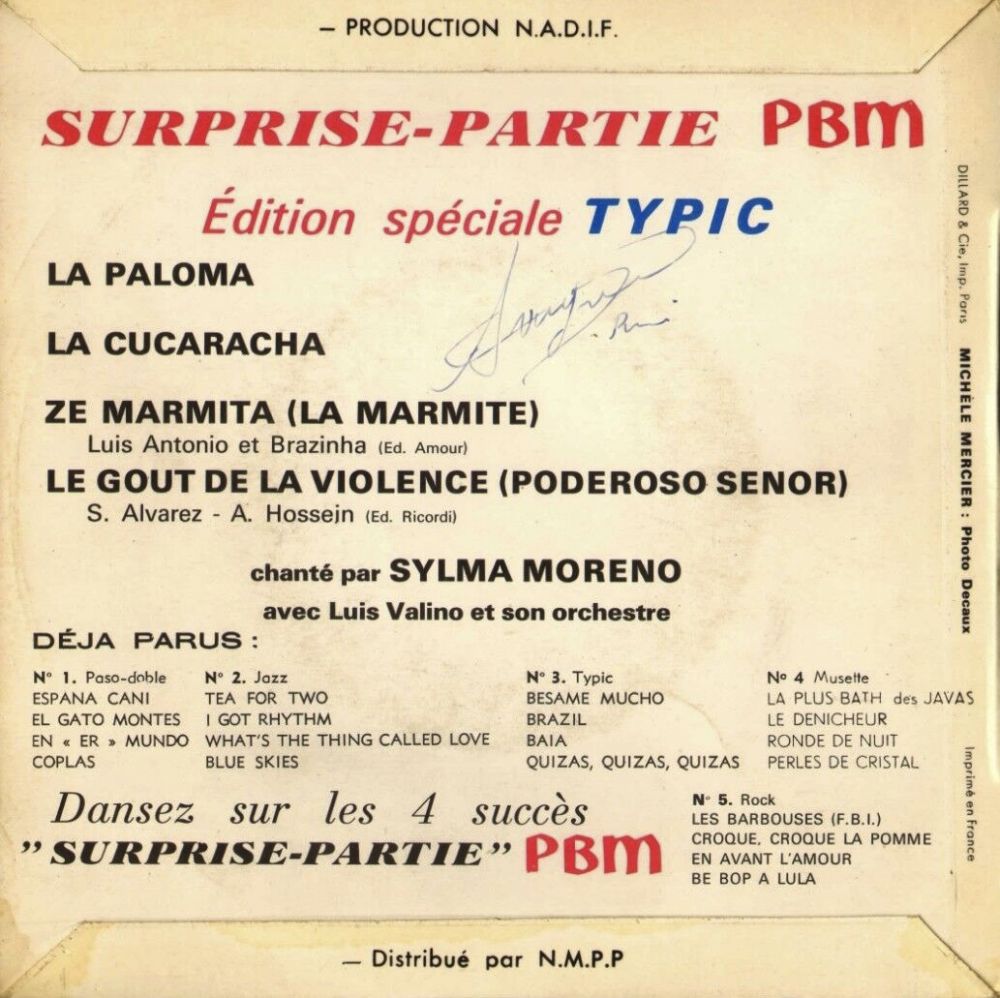 — PRODUCTION N.A.D.I.F.
SURPRISE-PARTIE PBM
Édition spéciale TYPIC
LA PALOMA
LA CUCARACHA
ZE MARMITA (LA MARMITE)
Luis Antonio et Brazinha (Ed. Amour)
LE GOUT DE LA VIOLENCE (PODEROSO SENOR)
S. Alvarez - A. Hossein (Ed. Ricordi)
chanté par SYLMA MORENO
avec Luis Valino et son orchestre
DÉJA PARUS :
N° 1. Paso-doble
ESPANA CANI
EL GATO MONTES
EN « ER » MUNDO
COPLAS
N° 2. Jazz
TEA FOR TWO
I GOT RHYTHM
WHAT'S THE THING CALLED LOVE
BLUE SKIES
N° 3. Typic
BESAME MUCHO
BRAZIL
BAIA
QUIZAS, QUIZAS, QUIZAS
N° 4 Musette
LA PLUS BATH des JAVAS
LE DENICHEUR
RONDE DE NUIT
PERLES DE CRISTAL
N° 5. Rock
LES BARBOUSES (F.B.I.)
CROQUE, CROQUE LA POMME
EN AVANT L'AMOUR
BE BOP A LULA
Dansez sur les 4 succès
"SURPRISE-PARTIE" PBM
— Distribué par N.M.P.P
DILLARD & Cie, Imp. Paris MICHÈLE MERCIER : Photo Decaux Imprimé en France